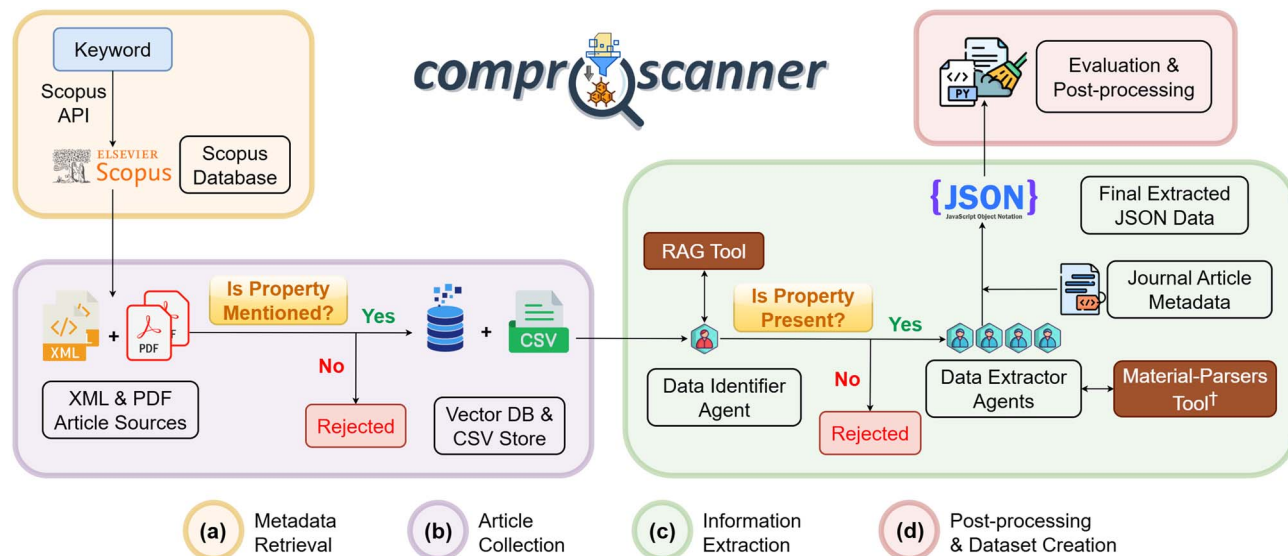 Keyword
Scopus
API
ELSEVIER
Scopus
Scopus
Database
compr scanner
PY
Evaluation &
Post-processing
{JSON}
JavaScript Object Notation
Final Extracted
JSON Data
Journal Article
Metadata
RAG Tool
Is Property
Present?
Yes
No
Rejected
Data Identifier
Agent
Data Extractor
Agents
Material-Parsers
Tool†
XML
+
PDF
Is Property
Mentioned?
Yes
No
Rejected
+
CSV
XML & PDF
Article Sources
Vector DB &
CSV Store
(a) Metadata
Retrieval
(b) Article
Collection
(c) Information
Extraction
(d) Post-processing
& Dataset Creation